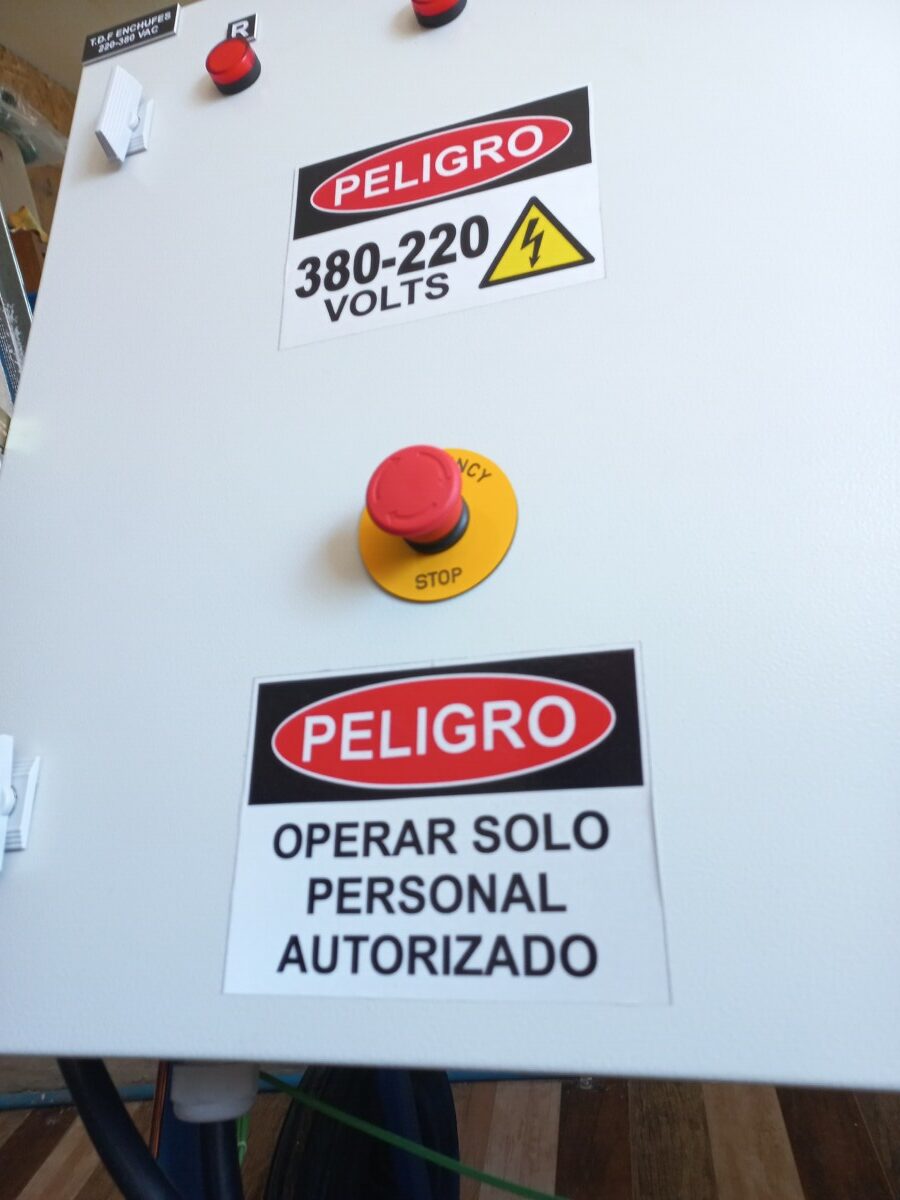 T.D.F ENCHUFES
220-380 VAC
R
PELIGRO
380-220
VOLTS
STOP
PELIGRO
OPERAR SOLO
PERSONAL
AUTORIZADO